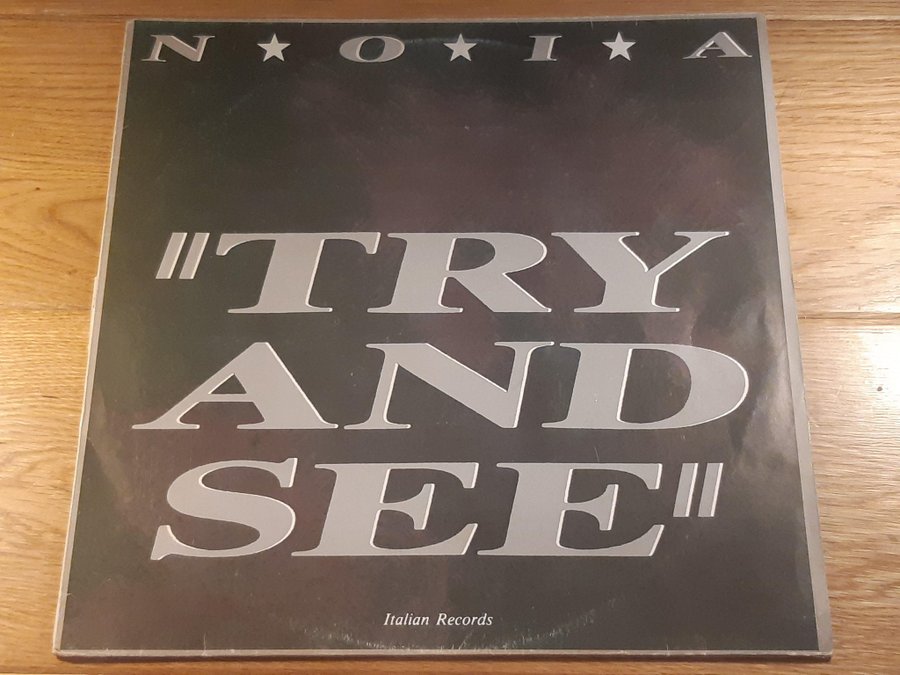 N★O★I★A
"TRY
AND
SEE"
Italian Records